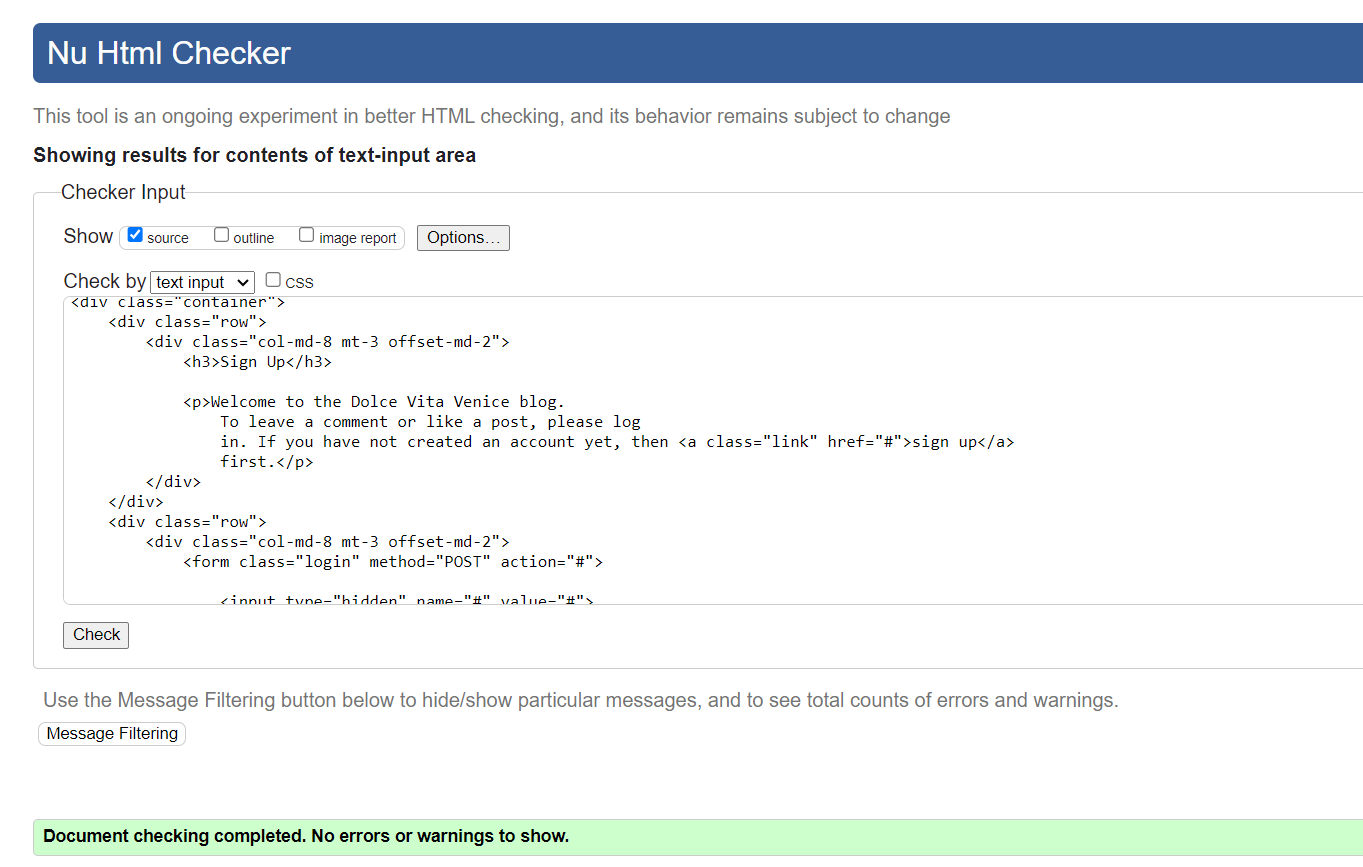 Nu Html Checker
This tool is an ongoing experiment in better HTML checking, and its behavior remains subject to change
Showing results for contents of text-input area
Checker Input
Show source outline image report Options...
Check by text input CSS
<div class="container">
    <div class="row">
        <div class="col-md-8 mt-3 offset-md-2">
            <h3>Sign Up</h3>
            <p>Welcome to the Dolce Vita Venice blog.
                To leave a comment or like a post, please log
                in. If you have not created an account yet, then <a class="link" href="#">sign up</a>
                first.</p>
        </div>
    </div>
    <div class="row">
        <div class="col-md-8 mt-3 offset-md-2">
            <form class="login" method="POST" action="#">
                <input type="hidden" name="#" value="#">
Check
Use the Message Filtering button below to hide/show particular messages, and to see total counts of errors and warnings.
Message Filtering
Document checking completed. No errors or warnings to show.